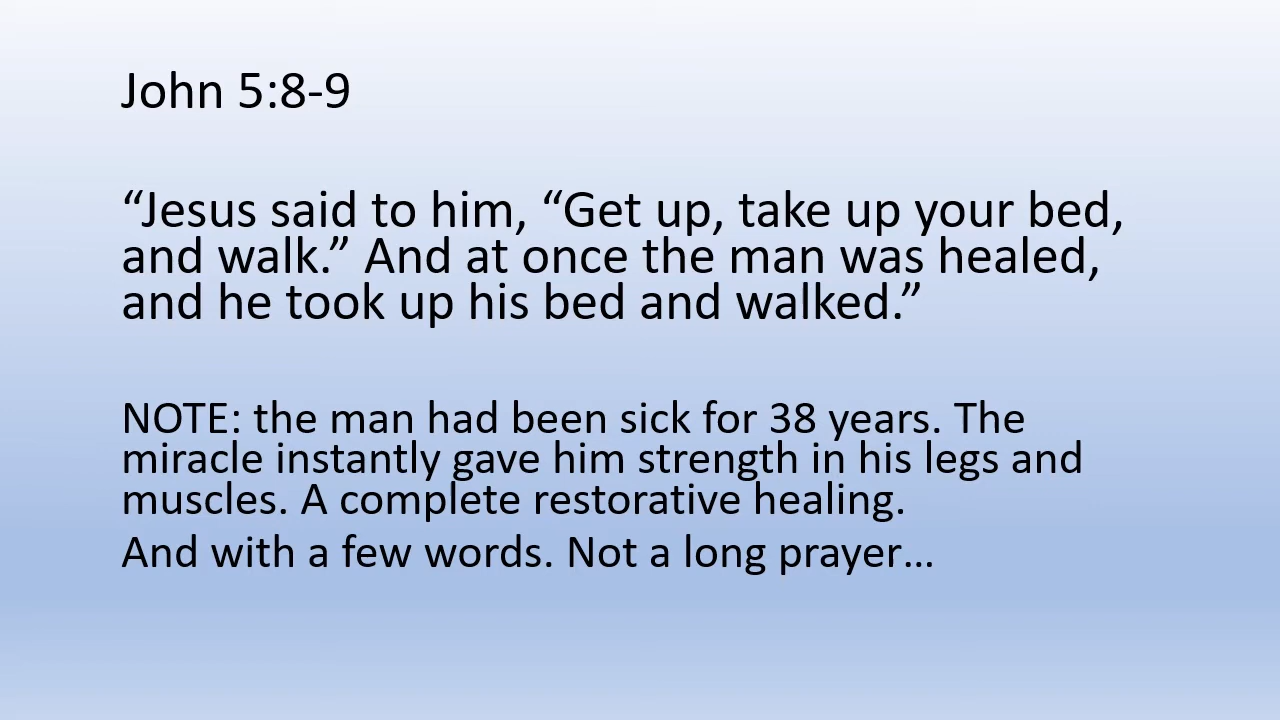 John 5:8-9
“Jesus said to him, “Get up, take up your bed,
and walk.” And at once the man was healed,
and he took up his bed and walked.”
NOTE: the man had been sick for 38 years. The
miracle instantly gave him strength in his legs and
muscles. A complete restorative healing.
And with a few words. Not a long prayer…